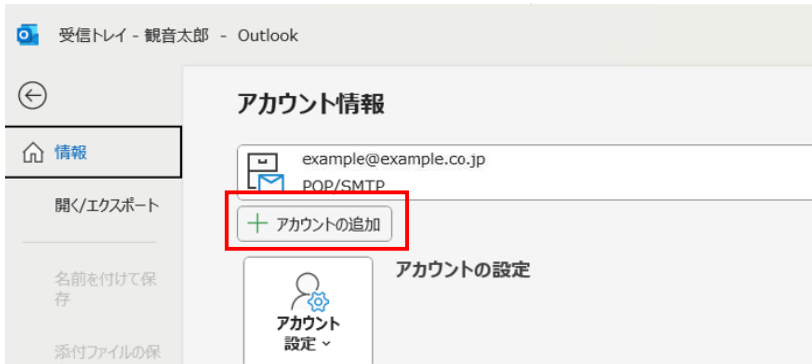 受信トレイ - 観音太郎 - Outlook
アカウント情報
情報
example@example.co.jp
POP/SMTP
開く/エクスポート
アカウントの追加
名前を付けて保
存
アカウントの設定
アカウント
設定
添付ファイルの保